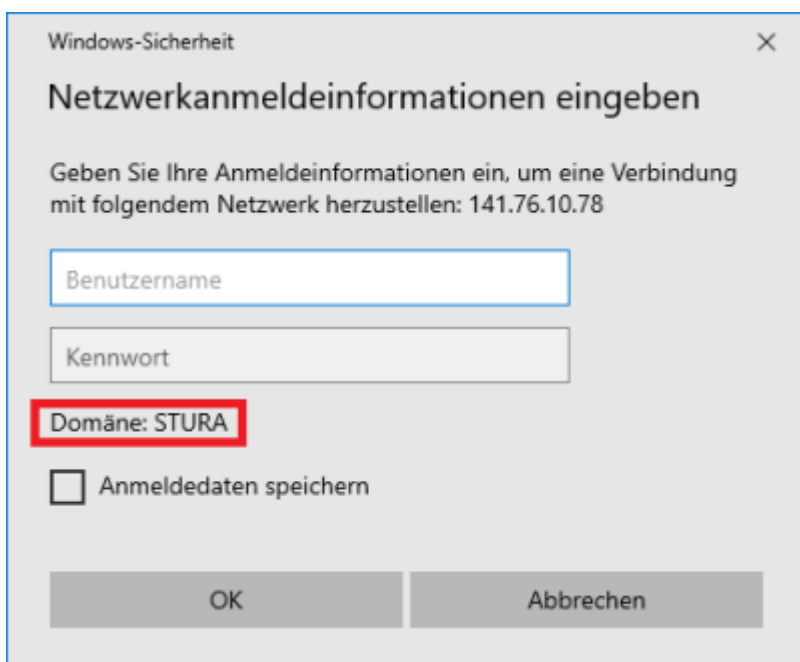 Windows-Sicherheit
Netzwerkanmeldeinformationen eingeben
Geben Sie Ihre Anmeldeinformationen ein, um eine Verbindung
mit folgendem Netzwerk herzustellen: 141.76.10.78
Benutzername
Kennwort
Domäne: STURA
Anmeldedaten speichern
OK
Abbrechen